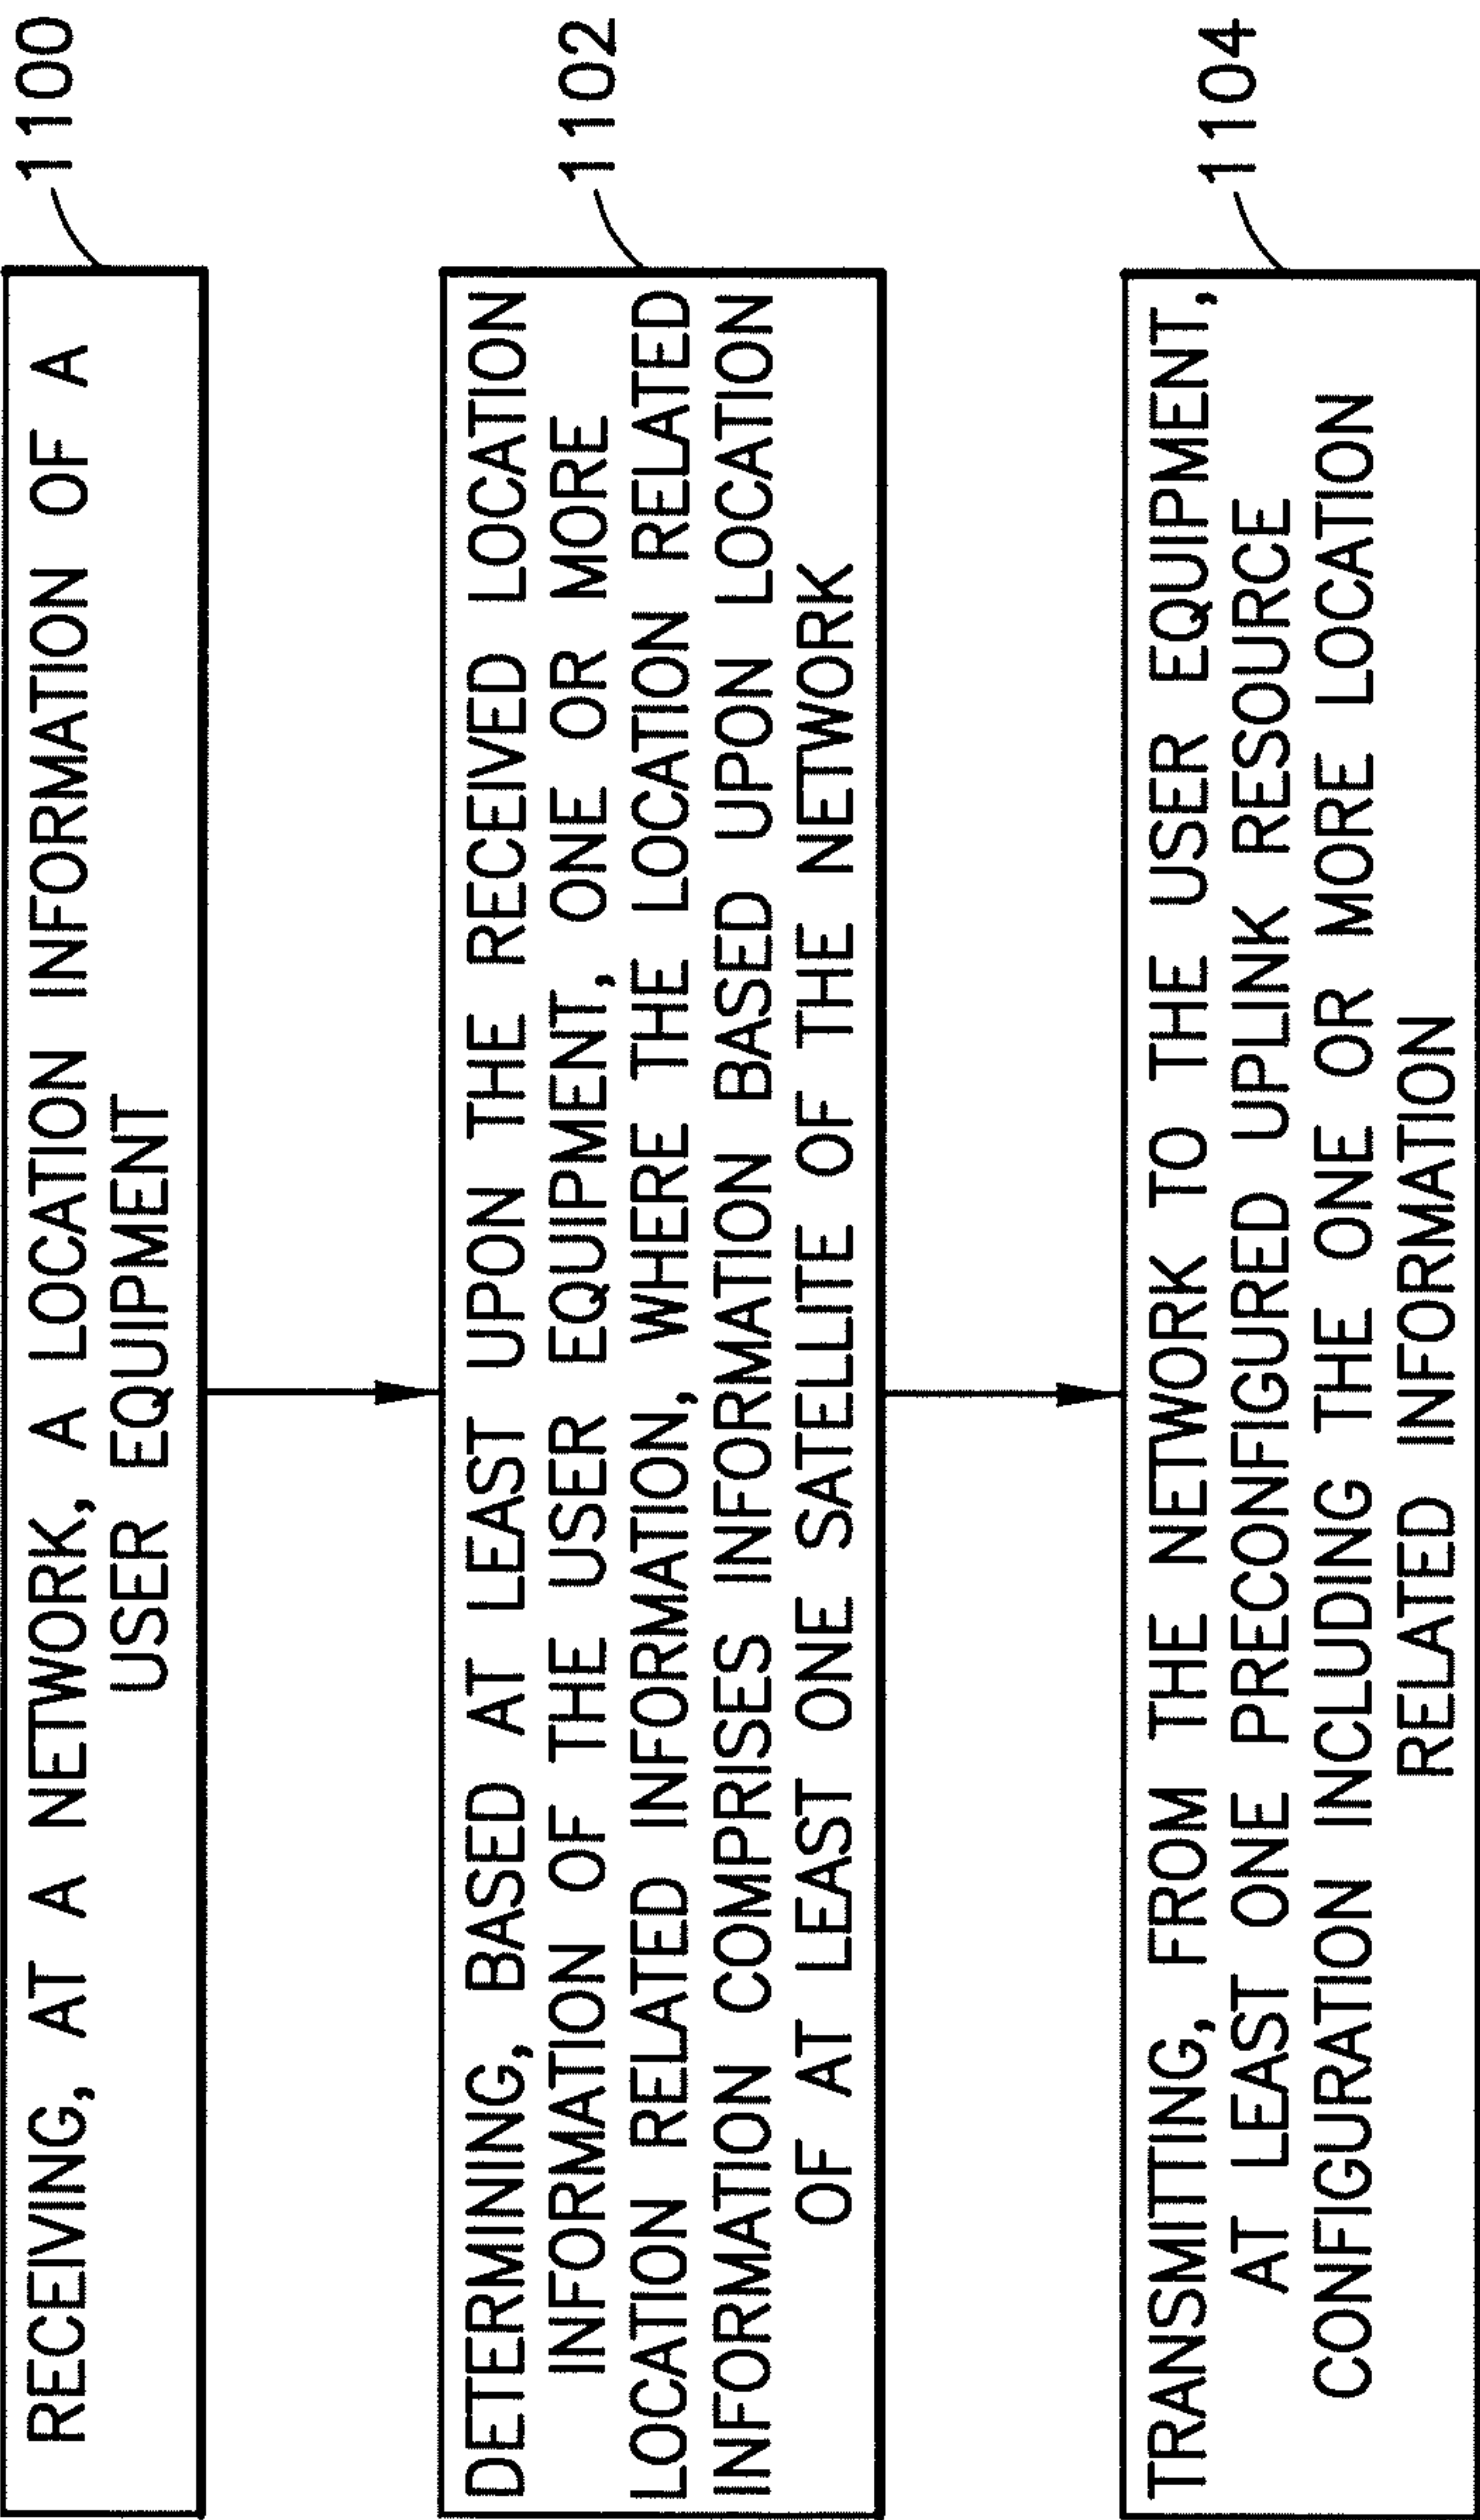 1100
RECEIVING, AT A NETWORK, A LOCATION INFORMATION OF A
USER EQUIPMENT
1102
DETERMINING, BASED AT LEAST UPON THE RECEIVED LOCATION
INFORMATION OF THE USER EQUIPMENT, ONE OR MORE
LOCATION RELATED INFORMATION, WHERE THE LOCATION RELATED
INFORMATION COMPRISES INFORMATION BASED UPON LOCATION
OF AT LEAST ONE SATELLITE OF THE NETWORK
1104
TRANSMITTING, FROM THE NETWORK TO THE USER EQUIPMENT,
AT LEAST ONE PRECONFIGURED UPLINK RESOURCE
CONFIGURATION INCLUDING THE ONE OR MORE LOCATION
RELATED INFORMATION